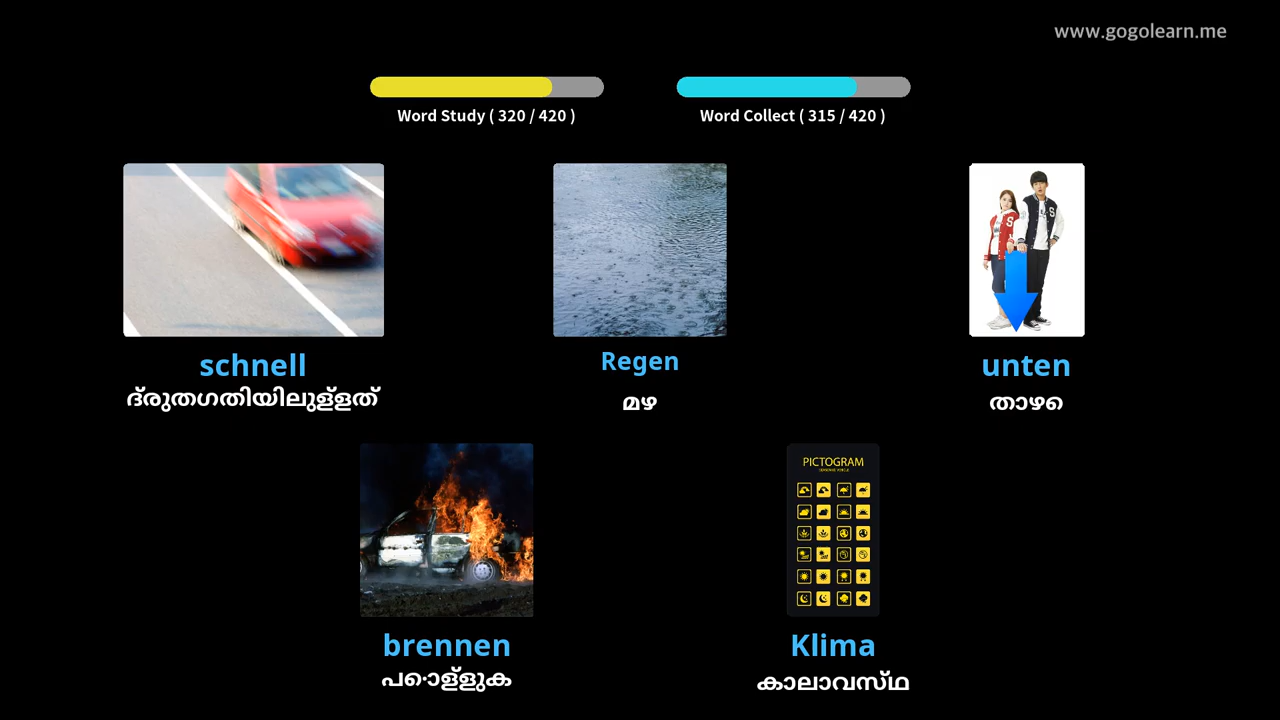 www.gogolearn.me
Word Study ( 320 / 420 )
Word Collect ( 315 / 420 )
schnell
ദ്രുതഗതിയിലുള്ളത്
Regen
മഴ
unten
താഴെ
PICTOGRAM
brennen
പൊള്ളുക
Klima
കാലാവസ്ഥ